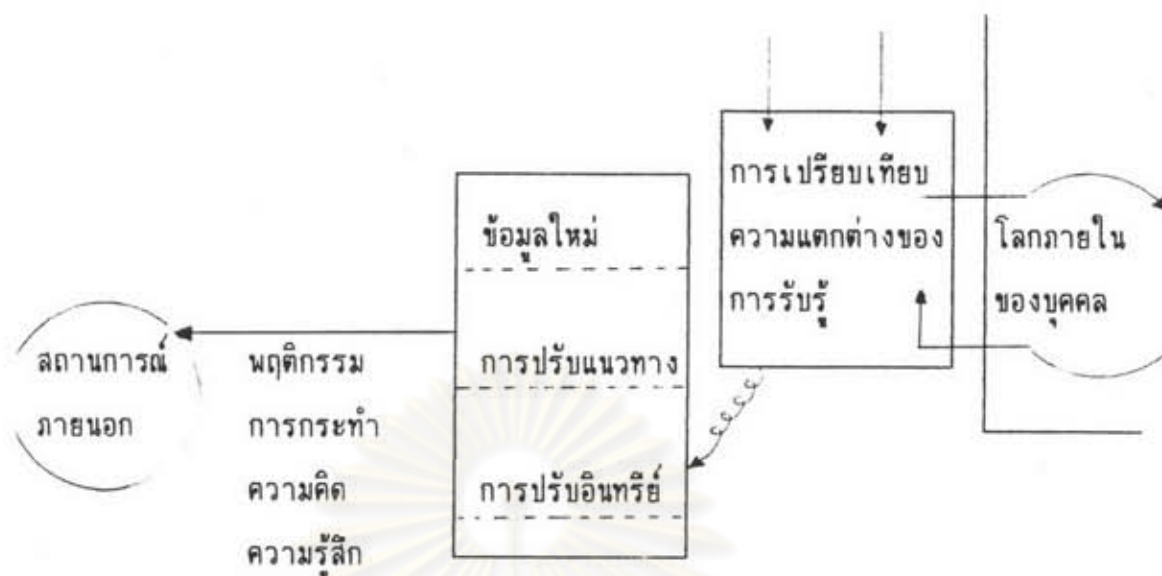 การเปรียบเทียบ
ความแตกต่างของ
การรับรู้
โลกภายใน
ของบุคคล
ข้อมูลใหม่
การปรับแนวทาง
การปรับอินทรีย์
สถานการณ์
ภายนอก
พฤติกรรม
การกระทำ
ความคิด
ความรู้สึก